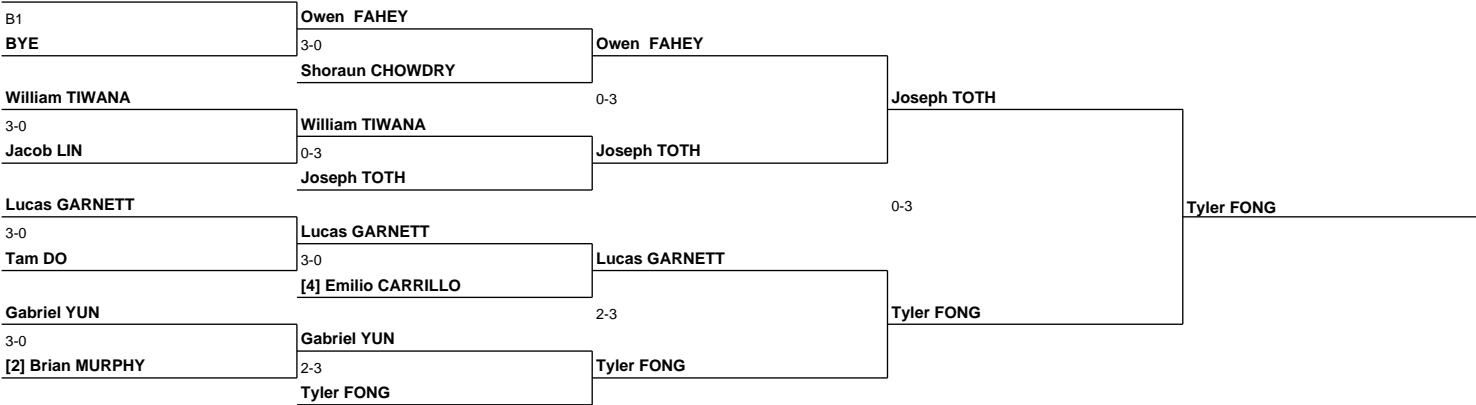 B1
BYE
William TIWANA
3-0
Jacob LIN
Lucas GARNETT
3-0
Tam DO
Gabriel YUN
3-0
[2] Brian MURPHY
Owen  FAHEY
3-0
Shoraun CHOWDRY
William TIWANA
0-3
Joseph TOTH
Lucas GARNETT
3-0
[4] Emilio CARRILLO
Gabriel YUN
2-3
Tyler FONG
Owen  FAHEY
0-3
Joseph TOTH
Lucas GARNETT
2-3
Tyler FONG
Joseph TOTH
0-3
Tyler FONG
Tyler FONG